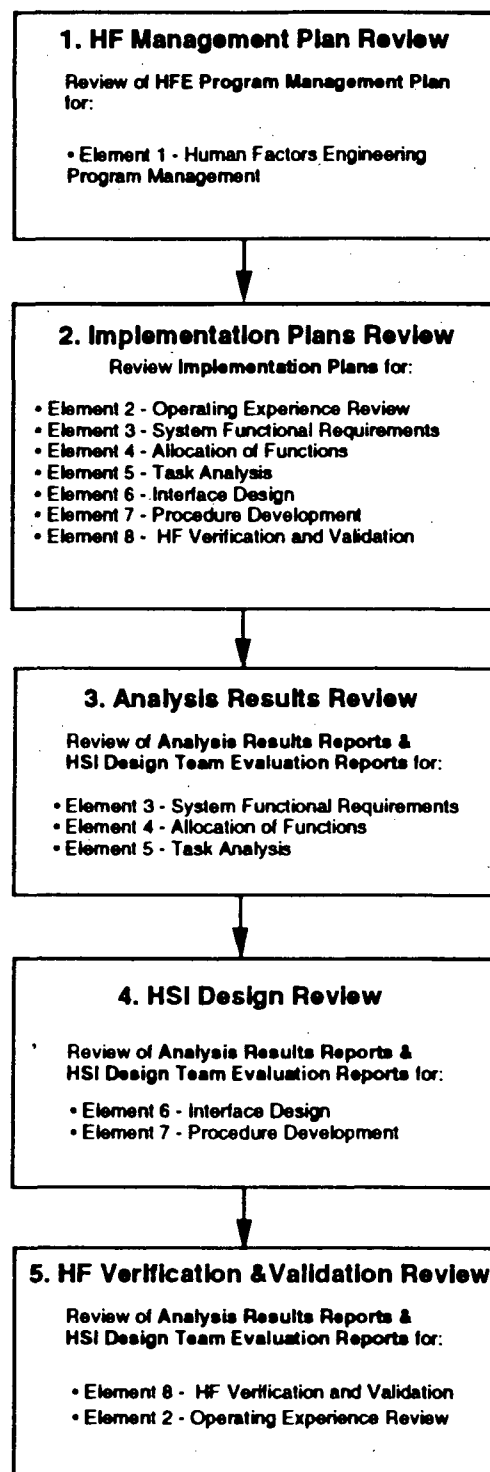 1. HF Management Plan Review
Review of HFE Program Management Plan
for:
• Element 1 - Human Factors Engineering
Program Management
2. Implementation Plans Review
Review Implementation Plans for:
• Element 2 - Operating Experience Review
• Element 3 - System Functional Requirements
• Element 4 - Allocation of Functions
• Element 5 - Task Analysis
• Element 6 - Interface Design
• Element 7 - Procedure Development
• Element 8 - HF Verification and Validation
3. Analysis Results Review
Review of Analysis Results Reports &
HSI Design Team Evaluation Reports for:
• Element 3 - System Functional Requirements
• Element 4 - Allocation of Functions
• Element 5 - Task Analysis
4. HSI Design Review
Review of Analysis Results Reports &
HSI Design Team Evaluation Reports for:
• Element 6 - Interface Design
• Element 7 - Procedure Development
5. HF Verification &Validation Review
Review of Analysis Results Reports &
HSI Design Team Evaluation Reports for:
• Element 8 - HF Verification and Validation
• Element 2 - Operating Experience Review